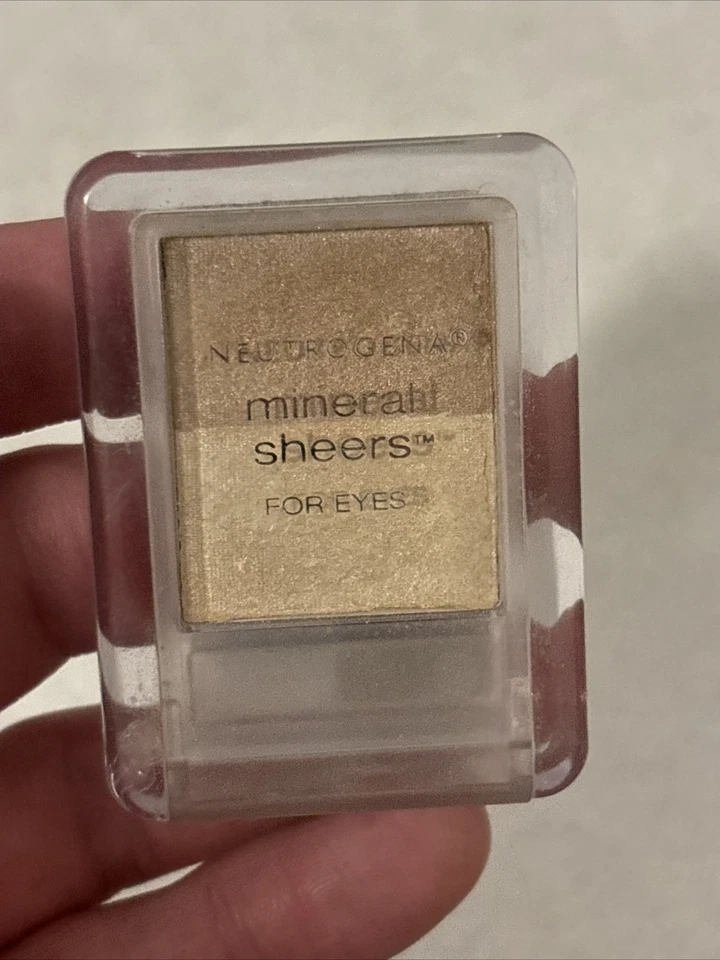 NEUTROGENA®
mineral
sheers™
FOR EYES